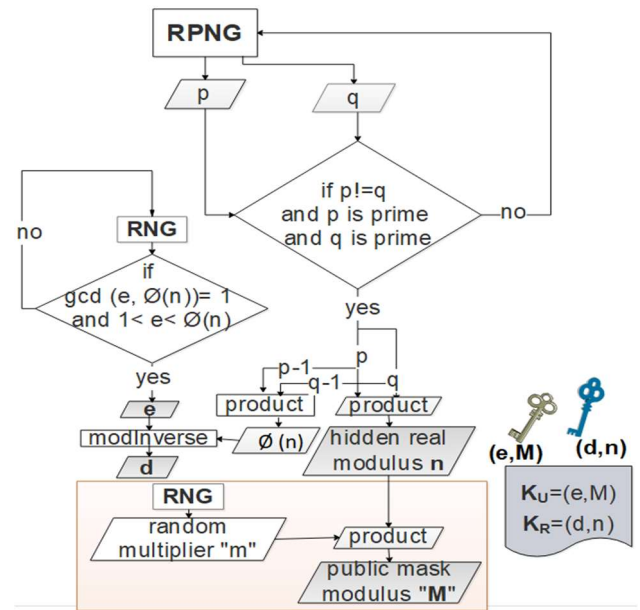 RPNG
p
q
if p!=q
and p is prime
and q is prime
no
no
RNG
if
gcd (e, Ø(n))= 1
and 1< e< Ø(n)
yes
yes
p
p-1
q-1
q
e
product
product
modInverse
Ø (n)
hidden real
modulus n
d
(e,M)
(d,n)
K_U=(e,M)
K_R=(d,n)
RNG
random
multiplier "m"
product
public mask
modulus "M"